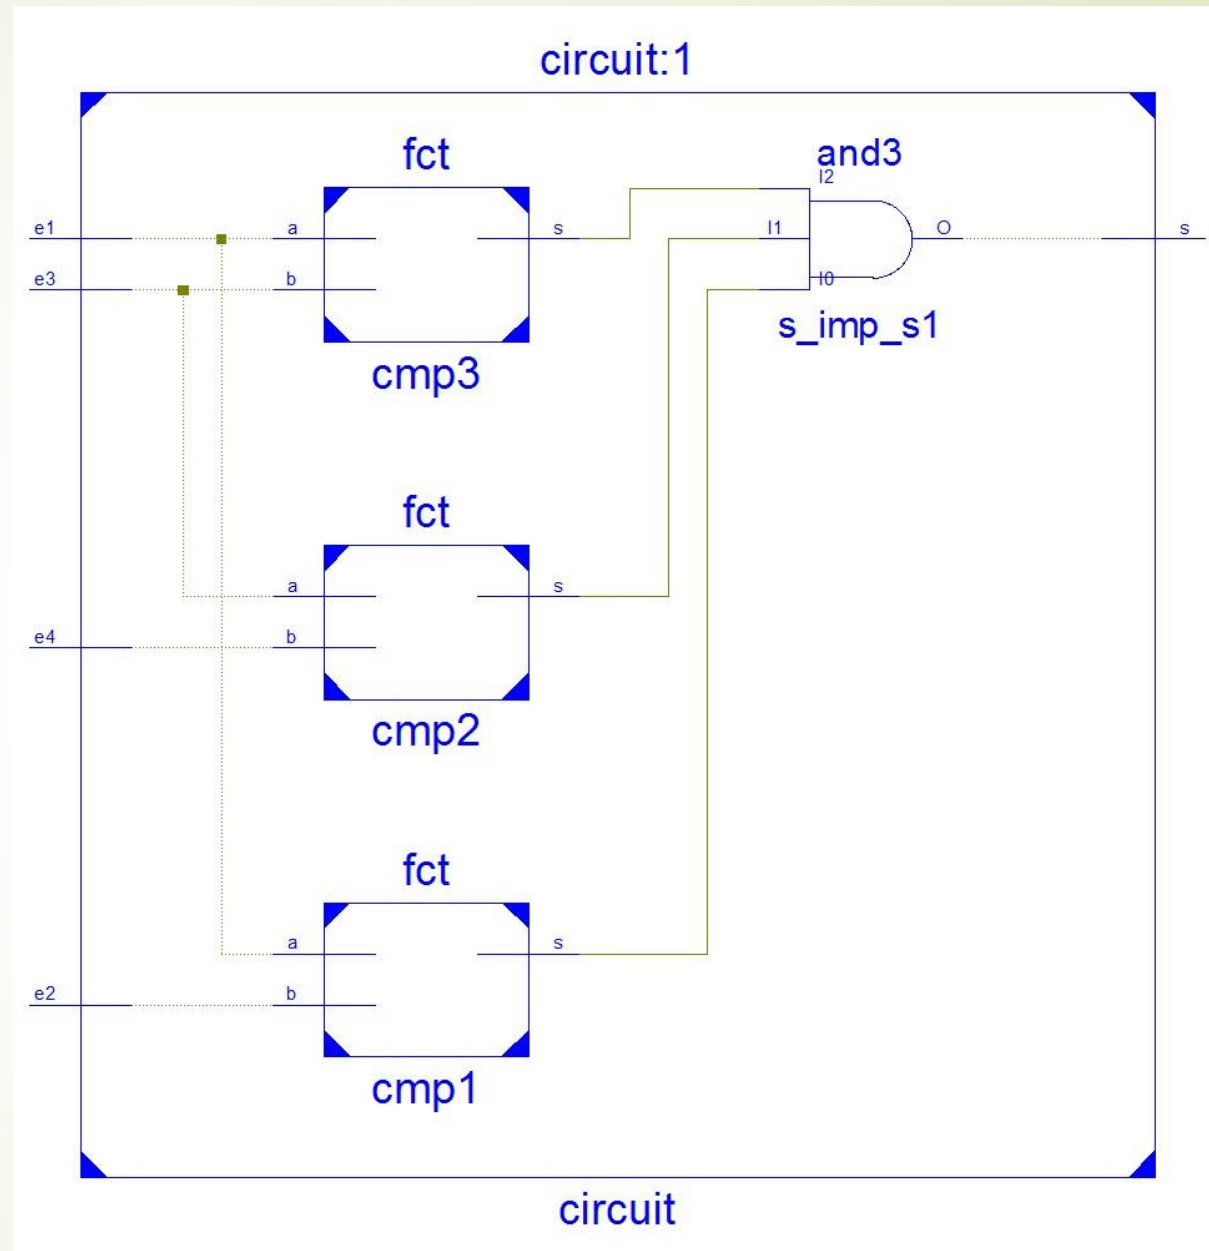 circuit:1
fct
and3
I2
e1
a
s
I1
O
s
e3
b
I0
s_imp_s1
cmp3
fct
a
s
e4
b
cmp2
fct
a
s
e2
b
cmp1
circuit